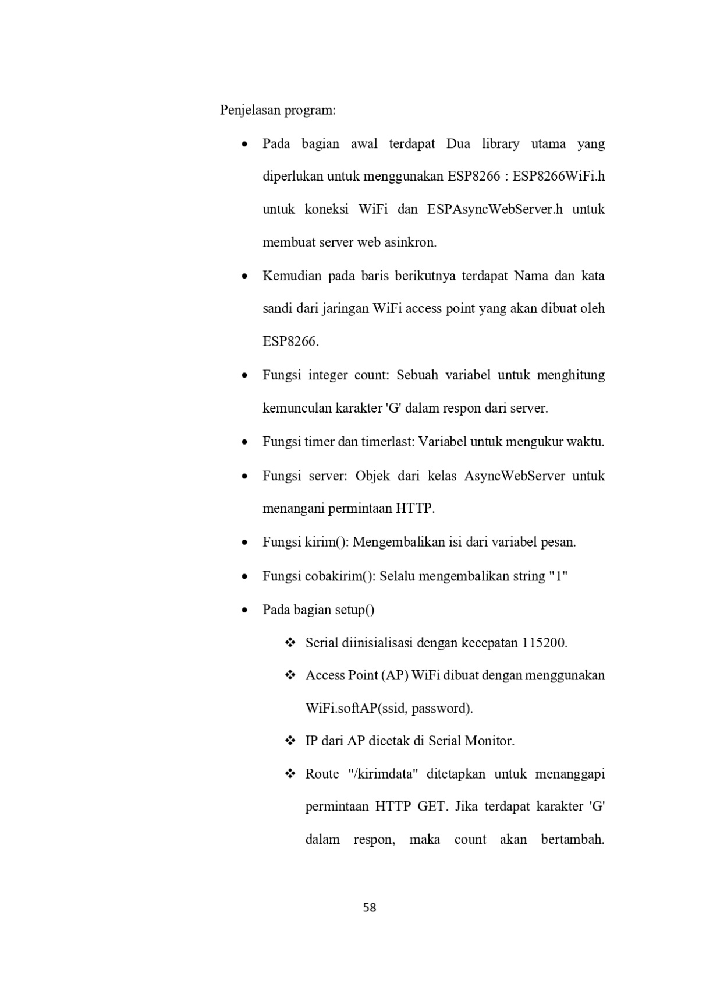 Penjelasan program:
• Pada bagian awal terdapat Dua library utama yang
diperlukan untuk menggunakan ESP8266 : ESP8266WiFi.h
untuk koneksi WiFi dan ESPAsyncWebServer.h untuk
membuat server web asinkron.
• Kemudian pada baris berikutnya terdapat Nama dan kata
sandi dari jaringan WiFi access point yang akan dibuat oleh
ESP8266.
• Fungsi integer count: Sebuah variabel untuk menghitung
kemunculan karakter 'G' dalam respon dari server.
• Fungsi timer dan timerlast: Variabel untuk mengukur waktu.
• Fungsi server: Objek dari kelas AsyncWebServer untuk
menangani permintaan HTTP.
• Fungsi kirim(): Mengembalikan isi dari variabel pesan.
• Fungsi cobakirim(): Selalu mengembalikan string "1"
• Pada bagian setup()
❖ Serial diinisialisasi dengan kecepatan 115200.
❖ Access Point (AP) WiFi dibuat dengan menggunakan
WiFi.softAP(ssid, password).
❖ IP dari AP dicetak di Serial Monitor.
❖ Route "/kirimdata" ditetapkan untuk menanggapi
permintaan HTTP GET. Jika terdapat karakter 'G'
dalam respon, maka count akan bertambah.
58